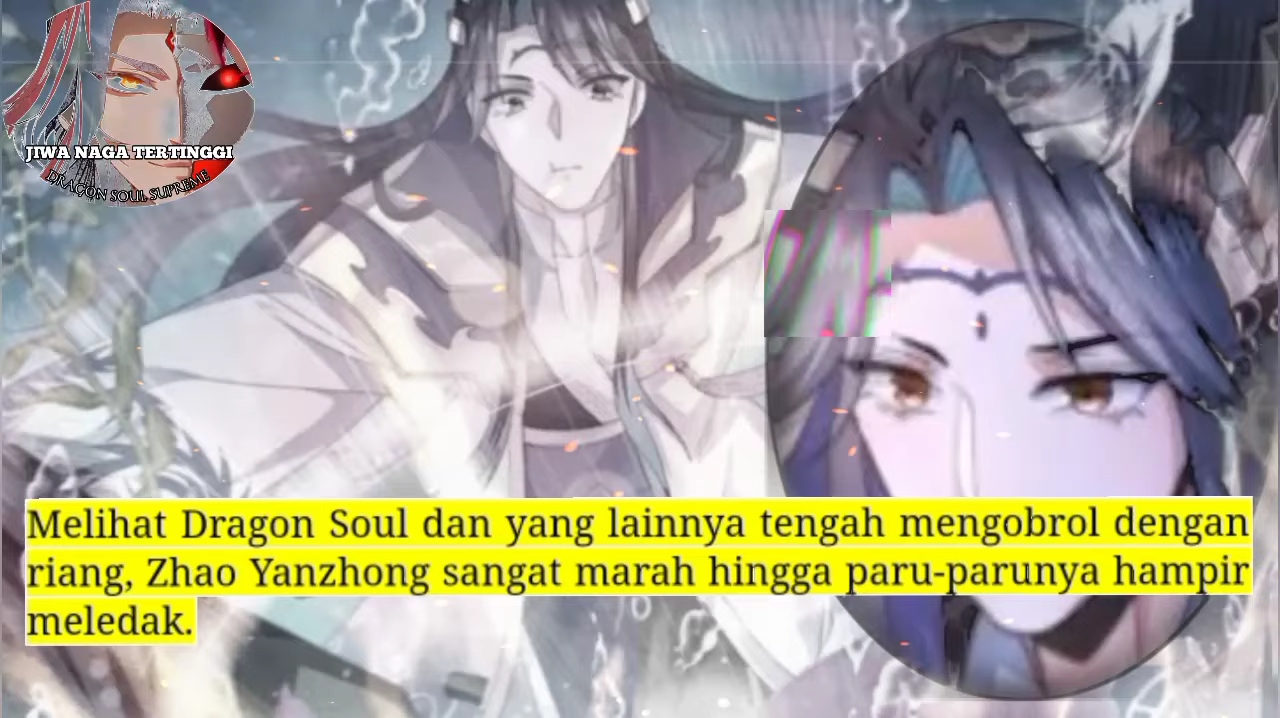 JIWA NAGA TERTINGGI
DRAGON SOUL SUPREME
Melihat Dragon Soul dan yang lainnya tengah mengobrol dengan
riang, Zhao Yanzhong sangat marah hingga paru-parunya hampir
meledak.